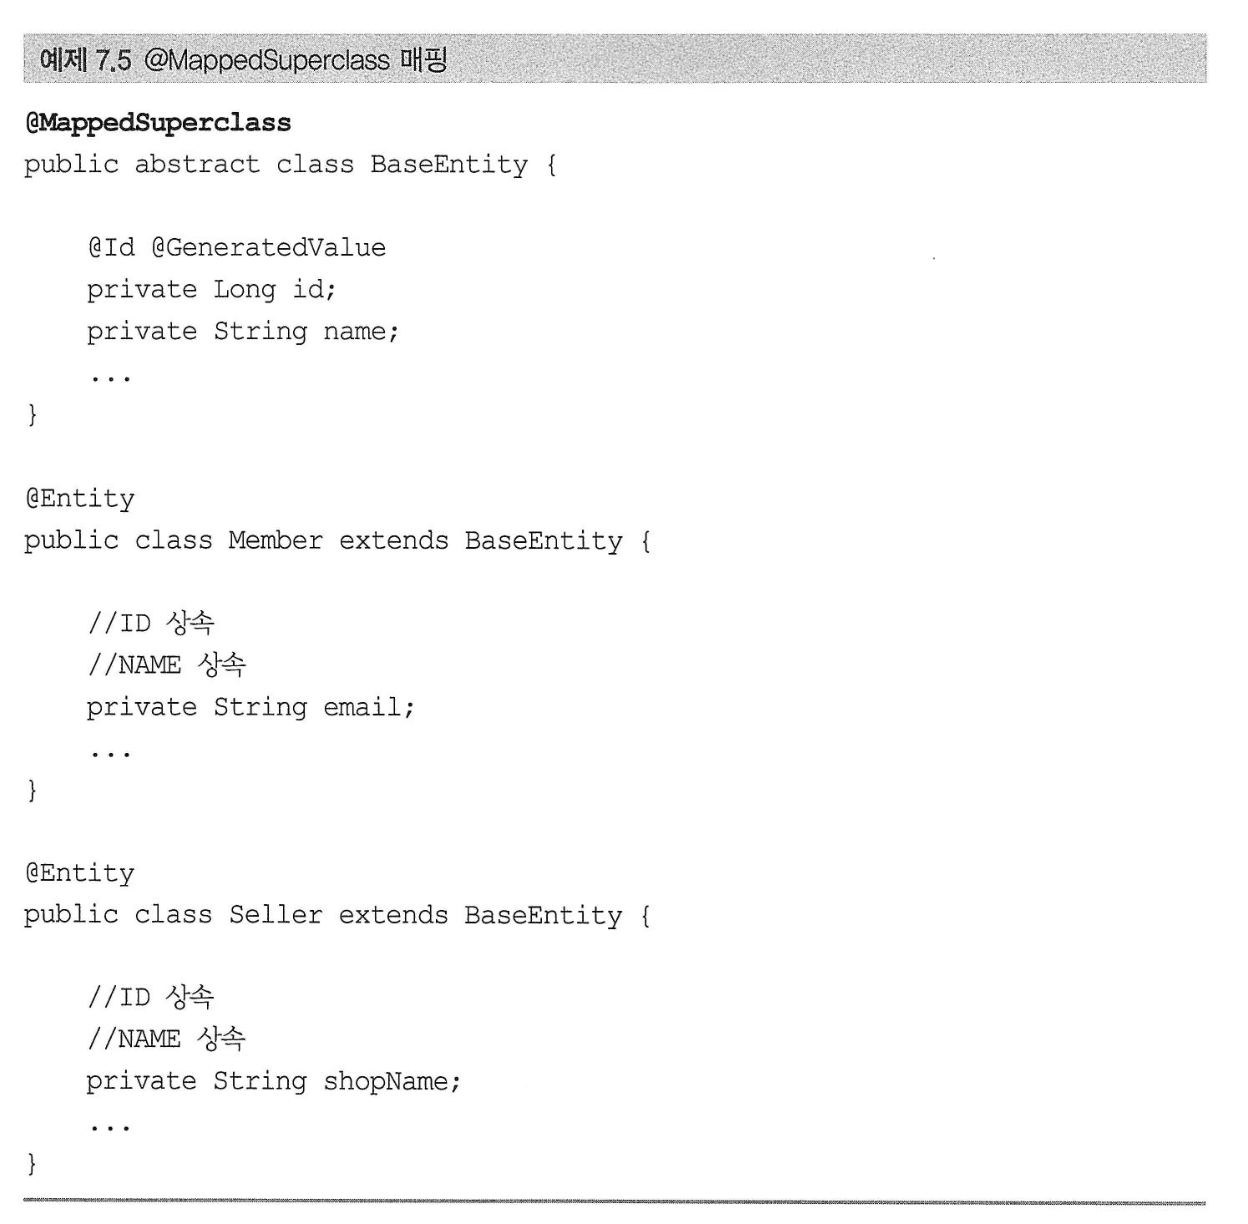 예제 7.5 @MappedSuperclass 매핑
@MappedSuperclass
public abstract class BaseEntity {
@Id @GeneratedValue
private Long id;
private String name;
...
}
@Entity
public class Member extends BaseEntity {
//ID 상속
//NAME 상속
private String email;
...
}
@Entity
public class Seller extends BaseEntity {
//ID 상속
//NAME 상속
private String shopName;
...
}